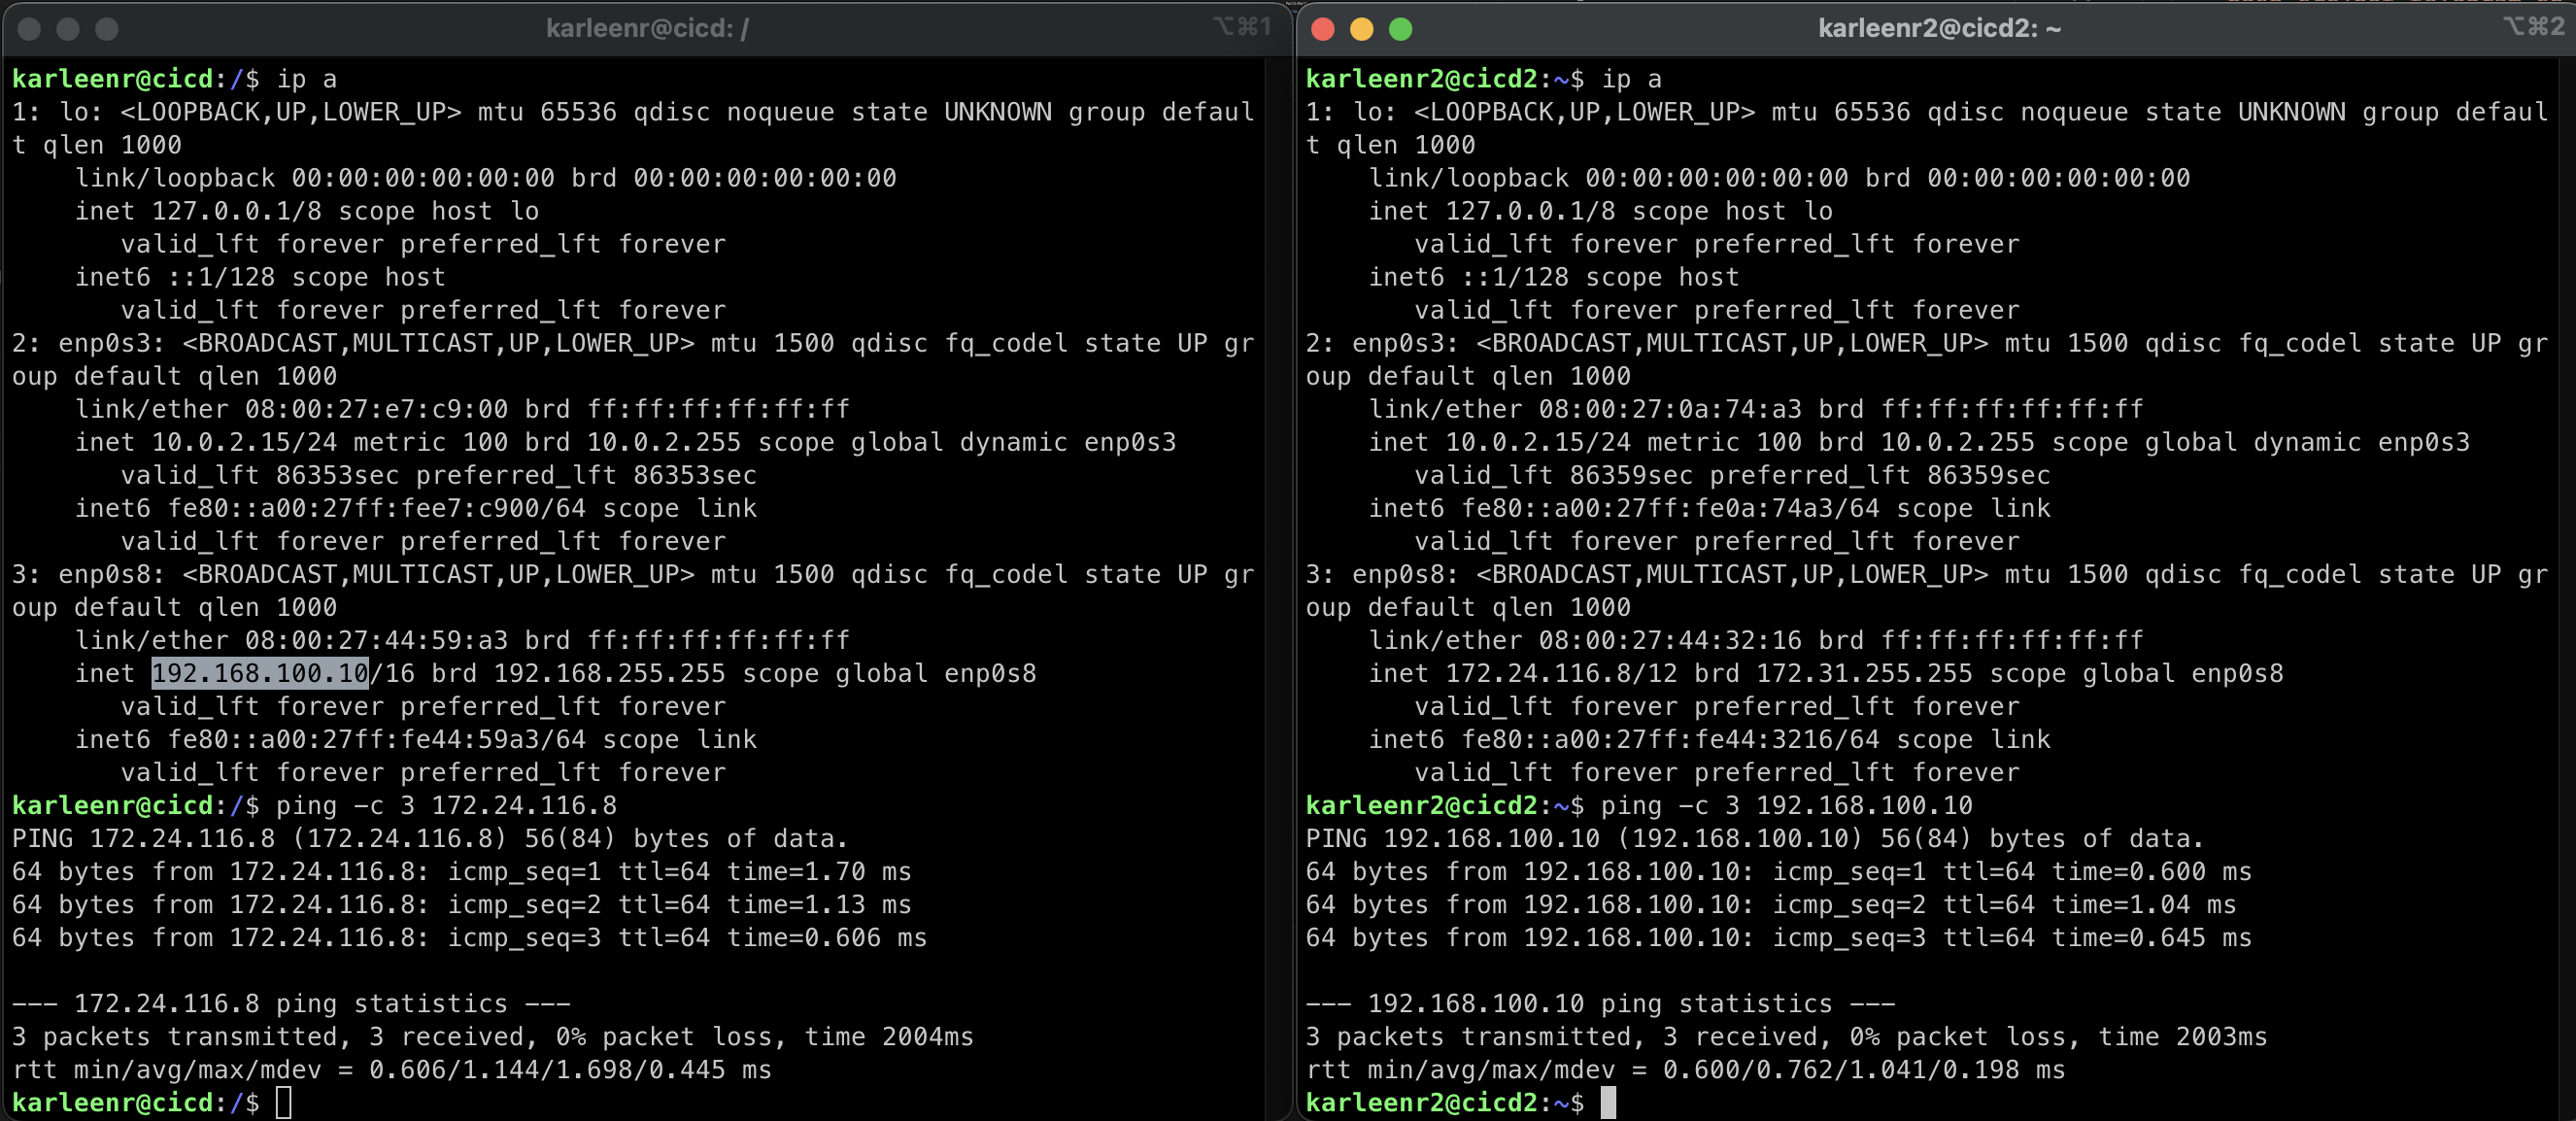 karleenr@cicd: /
⌥⌘1
karleenr@cicd:/$ ip a
1: lo: <LOOPBACK,UP,LOWER_UP> mtu 65536 qdisc noqueue state UNKNOWN group defaul
t qlen 1000
    link/loopback 00:00:00:00:00:00 brd 00:00:00:00:00:00
    inet 127.0.0.1/8 scope host lo
       valid_lft forever preferred_lft forever
    inet6 ::1/128 scope host
       valid_lft forever preferred_lft forever
2: enp0s3: <BROADCAST,MULTICAST,UP,LOWER_UP> mtu 1500 qdisc fq_codel state UP gr
oup default qlen 1000
    link/ether 08:00:27:e7:c9:00 brd ff:ff:ff:ff:ff:ff
    inet 10.0.2.15/24 metric 100 brd 10.0.2.255 scope global dynamic enp0s3
       valid_lft 86353sec preferred_lft 86353sec
    inet6 fe80::a00:27ff:fee7:c900/64 scope link
       valid_lft forever preferred_lft forever
3: enp0s8: <BROADCAST,MULTICAST,UP,LOWER_UP> mtu 1500 qdisc fq_codel state UP gr
oup default qlen 1000
    link/ether 08:00:27:44:59:a3 brd ff:ff:ff:ff:ff:ff
    inet 192.168.100.10/16 brd 192.168.255.255 scope global enp0s8
       valid_lft forever preferred_lft forever
    inet6 fe80::a00:27ff:fe44:59a3/64 scope link
       valid_lft forever preferred_lft forever
karleenr@cicd:/$ ping -c 3 172.24.116.8
PING 172.24.116.8 (172.24.116.8) 56(84) bytes of data.
64 bytes from 172.24.116.8: icmp_seq=1 ttl=64 time=1.70 ms
64 bytes from 172.24.116.8: icmp_seq=2 ttl=64 time=1.13 ms
64 bytes from 172.24.116.8: icmp_seq=3 ttl=64 time=0.606 ms

--- 172.24.116.8 ping statistics ---
3 packets transmitted, 3 received, 0% packet loss, time 2004ms
rtt min/avg/max/mdev = 0.606/1.144/1.698/0.445 ms
karleenr@cicd:/$
karleenr2@cicd2: ~
⌥⌘2
karleenr2@cicd2:~$ ip a
1: lo: <LOOPBACK,UP,LOWER_UP> mtu 65536 qdisc noqueue state UNKNOWN group defaul
t qlen 1000
    link/loopback 00:00:00:00:00:00 brd 00:00:00:00:00:00
    inet 127.0.0.1/8 scope host lo
       valid_lft forever preferred_lft forever
    inet6 ::1/128 scope host
       valid_lft forever preferred_lft forever
2: enp0s3: <BROADCAST,MULTICAST,UP,LOWER_UP> mtu 1500 qdisc fq_codel state UP gr
oup default qlen 1000
    link/ether 08:00:27:0a:74:a3 brd ff:ff:ff:ff:ff:ff
    inet 10.0.2.15/24 metric 100 brd 10.0.2.255 scope global dynamic enp0s3
       valid_lft 86359sec preferred_lft 86359sec
    inet6 fe80::a00:27ff:fe0a:74a3/64 scope link
       valid_lft forever preferred_lft forever
3: enp0s8: <BROADCAST,MULTICAST,UP,LOWER_UP> mtu 1500 qdisc fq_codel state UP gr
oup default qlen 1000
    link/ether 08:00:27:44:32:16 brd ff:ff:ff:ff:ff:ff
    inet 172.24.116.8/12 brd 172.31.255.255 scope global enp0s8
       valid_lft forever preferred_lft forever
    inet6 fe80::a00:27ff:fe44:3216/64 scope link
       valid_lft forever preferred_lft forever
karleenr2@cicd2:~$ ping -c 3 192.168.100.10
PING 192.168.100.10 (192.168.100.10) 56(84) bytes of data.
64 bytes from 192.168.100.10: icmp_seq=1 ttl=64 time=0.600 ms
64 bytes from 192.168.100.10: icmp_seq=2 ttl=64 time=1.04 ms
64 bytes from 192.168.100.10: icmp_seq=3 ttl=64 time=0.645 ms

--- 192.168.100.10 ping statistics ---
3 packets transmitted, 3 received, 0% packet loss, time 2003ms
rtt min/avg/max/mdev = 0.600/0.762/1.041/0.198 ms
karleenr2@cicd2:~$